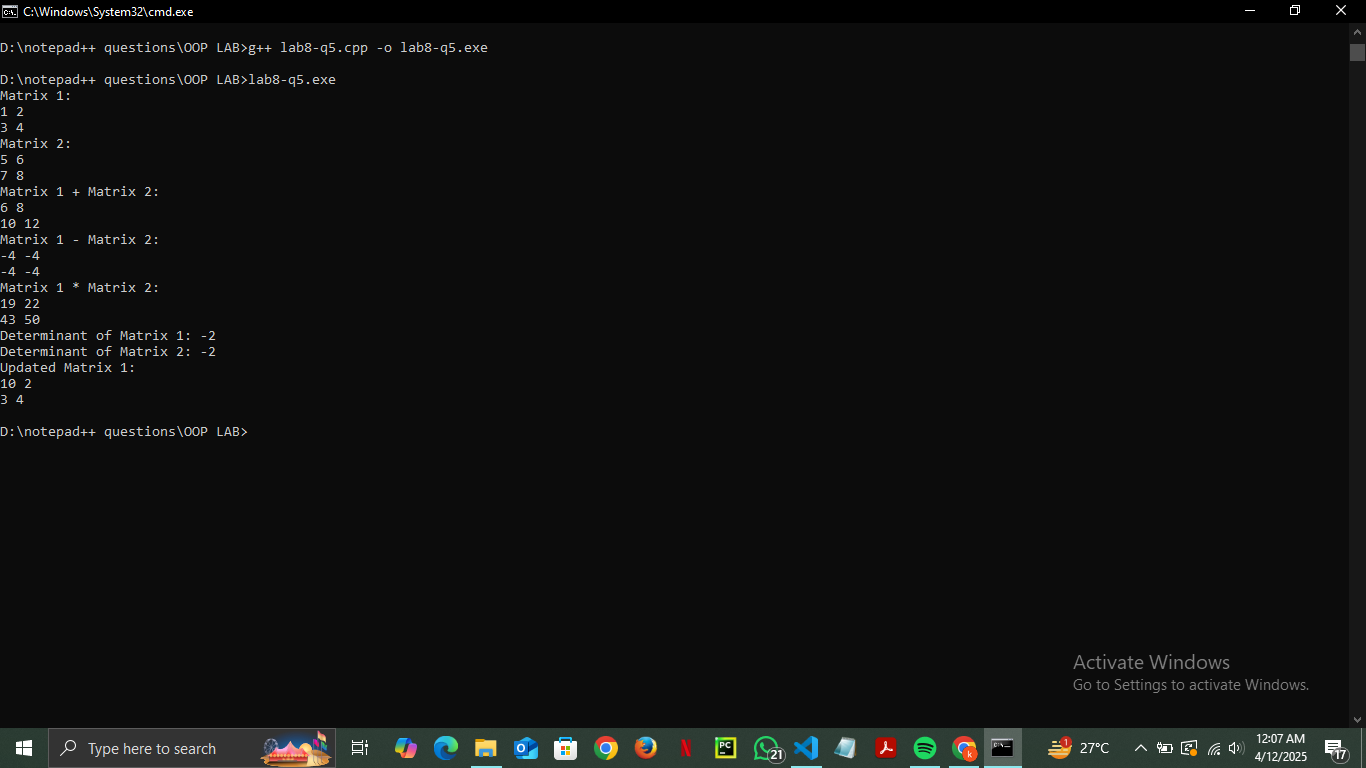 C:\Windows\System32\cmd.exe
D:\notepad++ questions\OOP LAB>g++ lab8-q5.cpp -o lab8-q5.exe
D:\notepad++ questions\OOP LAB>lab8-q5.exe
Matrix 1:
1 2
3 4
Matrix 2:
5 6
7 8
Matrix 1 + Matrix 2:
6 8
10 12
Matrix 1 - Matrix 2:
-4 -4
-4 -4
Matrix 1 * Matrix 2:
19 22
43 50
Determinant of Matrix 1: -2
Determinant of Matrix 2: -2
Updated Matrix 1:
10 2
3 4
D:\notepad++ questions\OOP LAB>
Activate Windows
Go to Settings to activate Windows.
Type here to search
PC
21
k
1
27°C
12:07 AM
4/12/2025
17